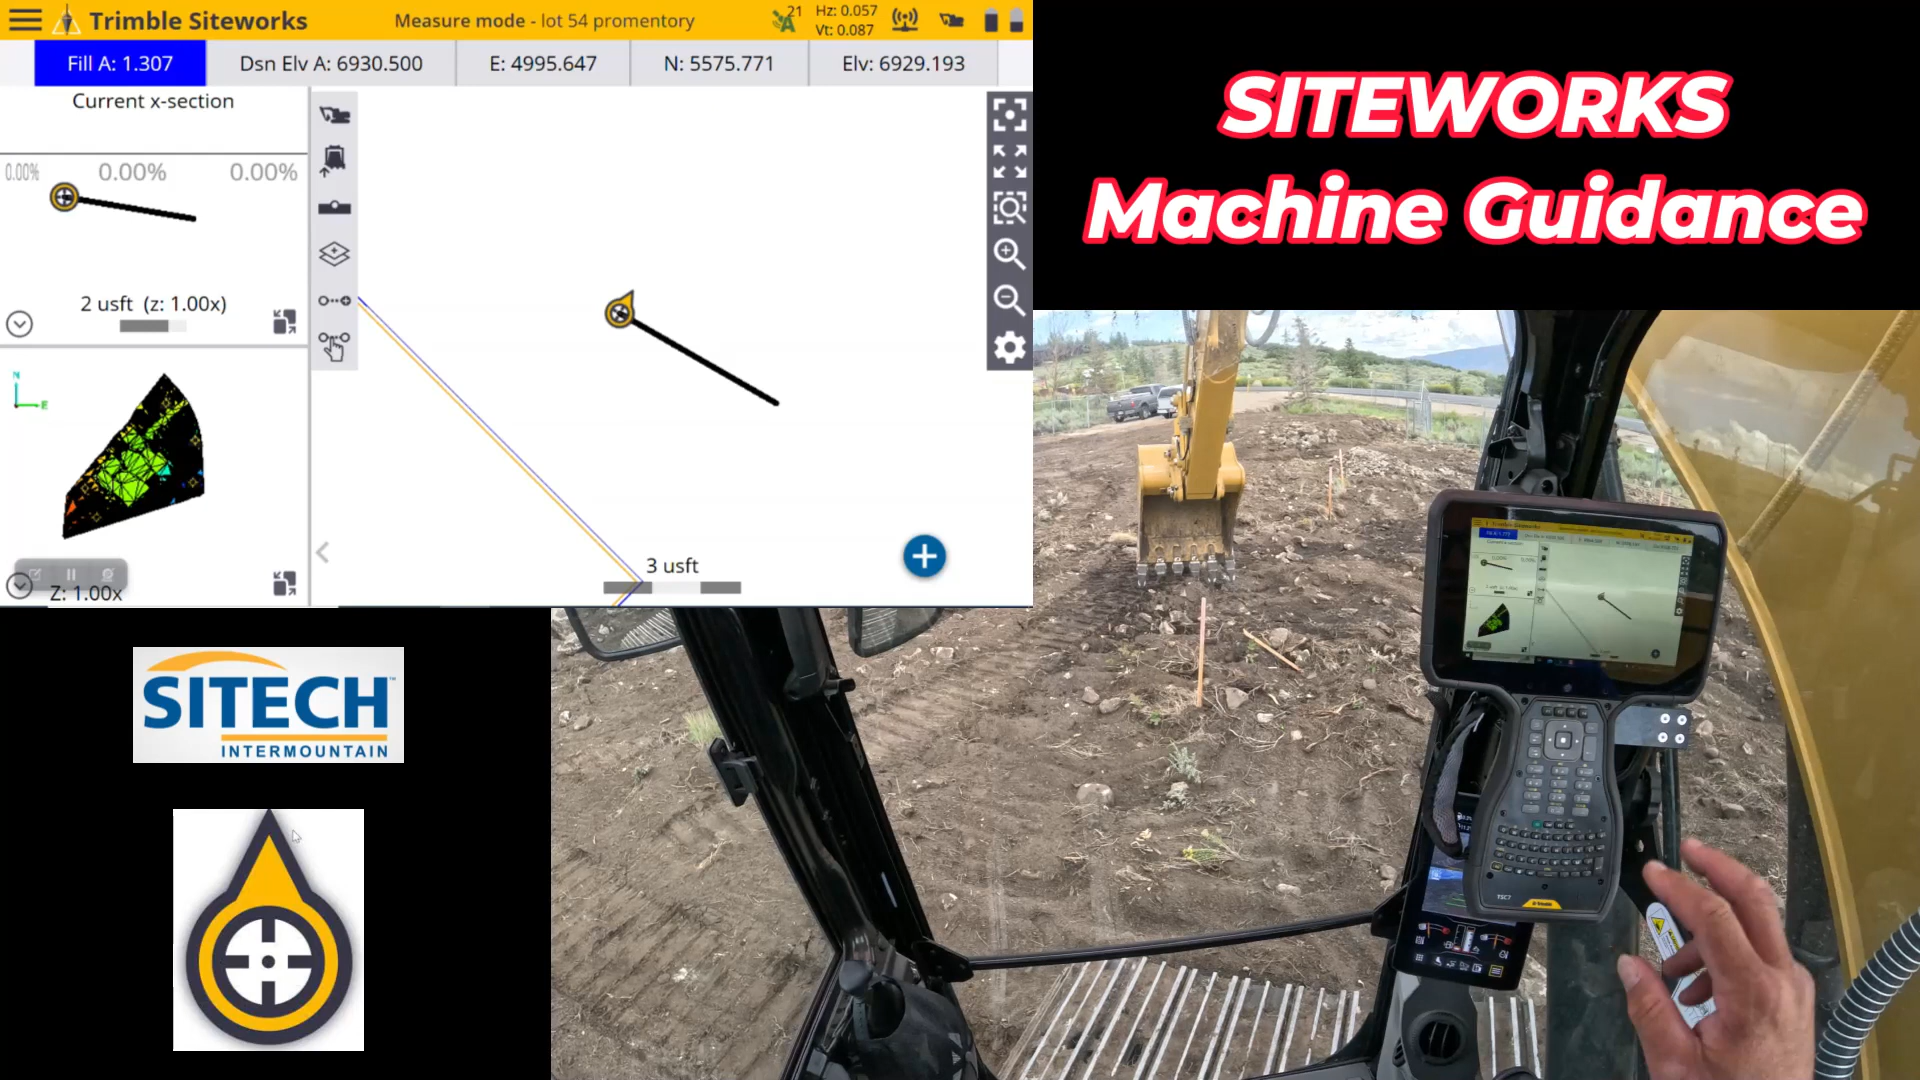 Trimble Siteworks
Measure mode - lot 54 promentory
21
Hz: 0.057
Vt: 0.087
Fill A: 1.307
Dsn Elv A: 6930.500
E: 4995.647
N: 5575.771
Elv: 6929.193
Current x-section
0.00%
0.00%
0.00%
2 usft (z: 1.00x)
N
E
Z: 1.00x
3 usft
SITEWORKS
Machine Guidance
SITECH™
INTERMOUNTAIN
TSC7